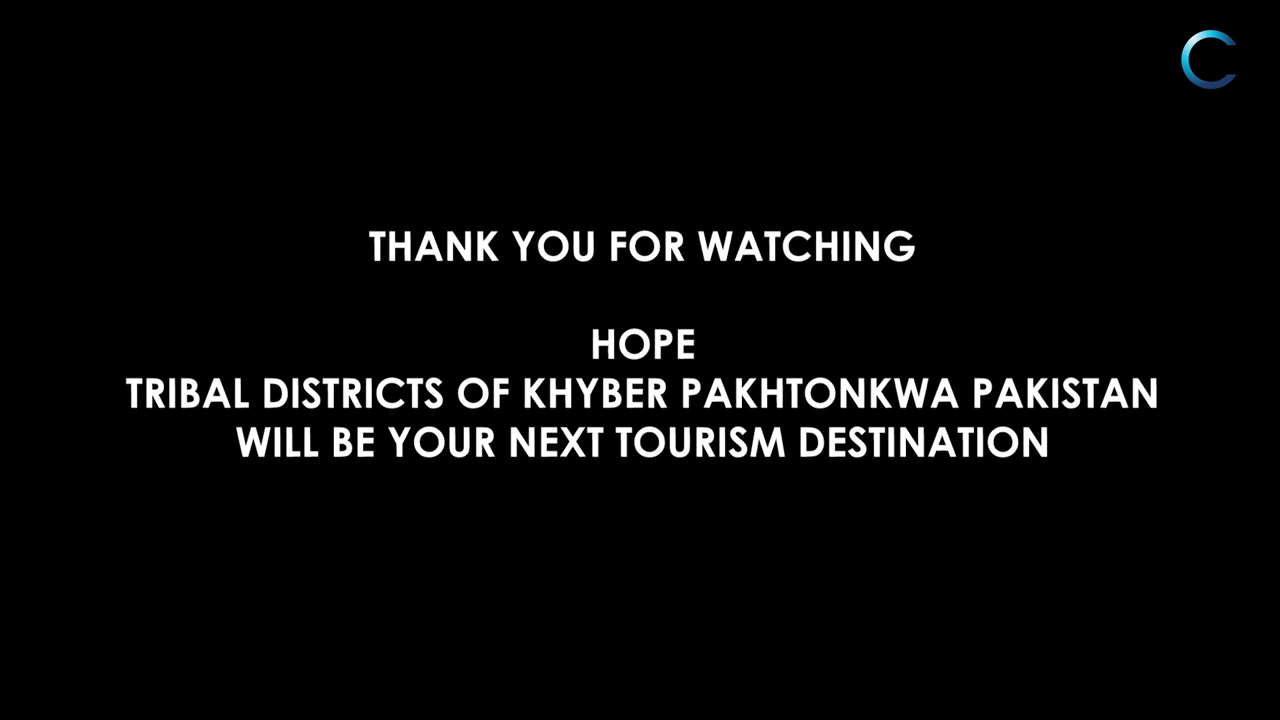 THANK YOU FOR WATCHING
HOPE
TRIBAL DISTRICTS OF KHYBER PAKHTONKWA PAKISTAN
WILL BE YOUR NEXT TOURISM DESTINATION